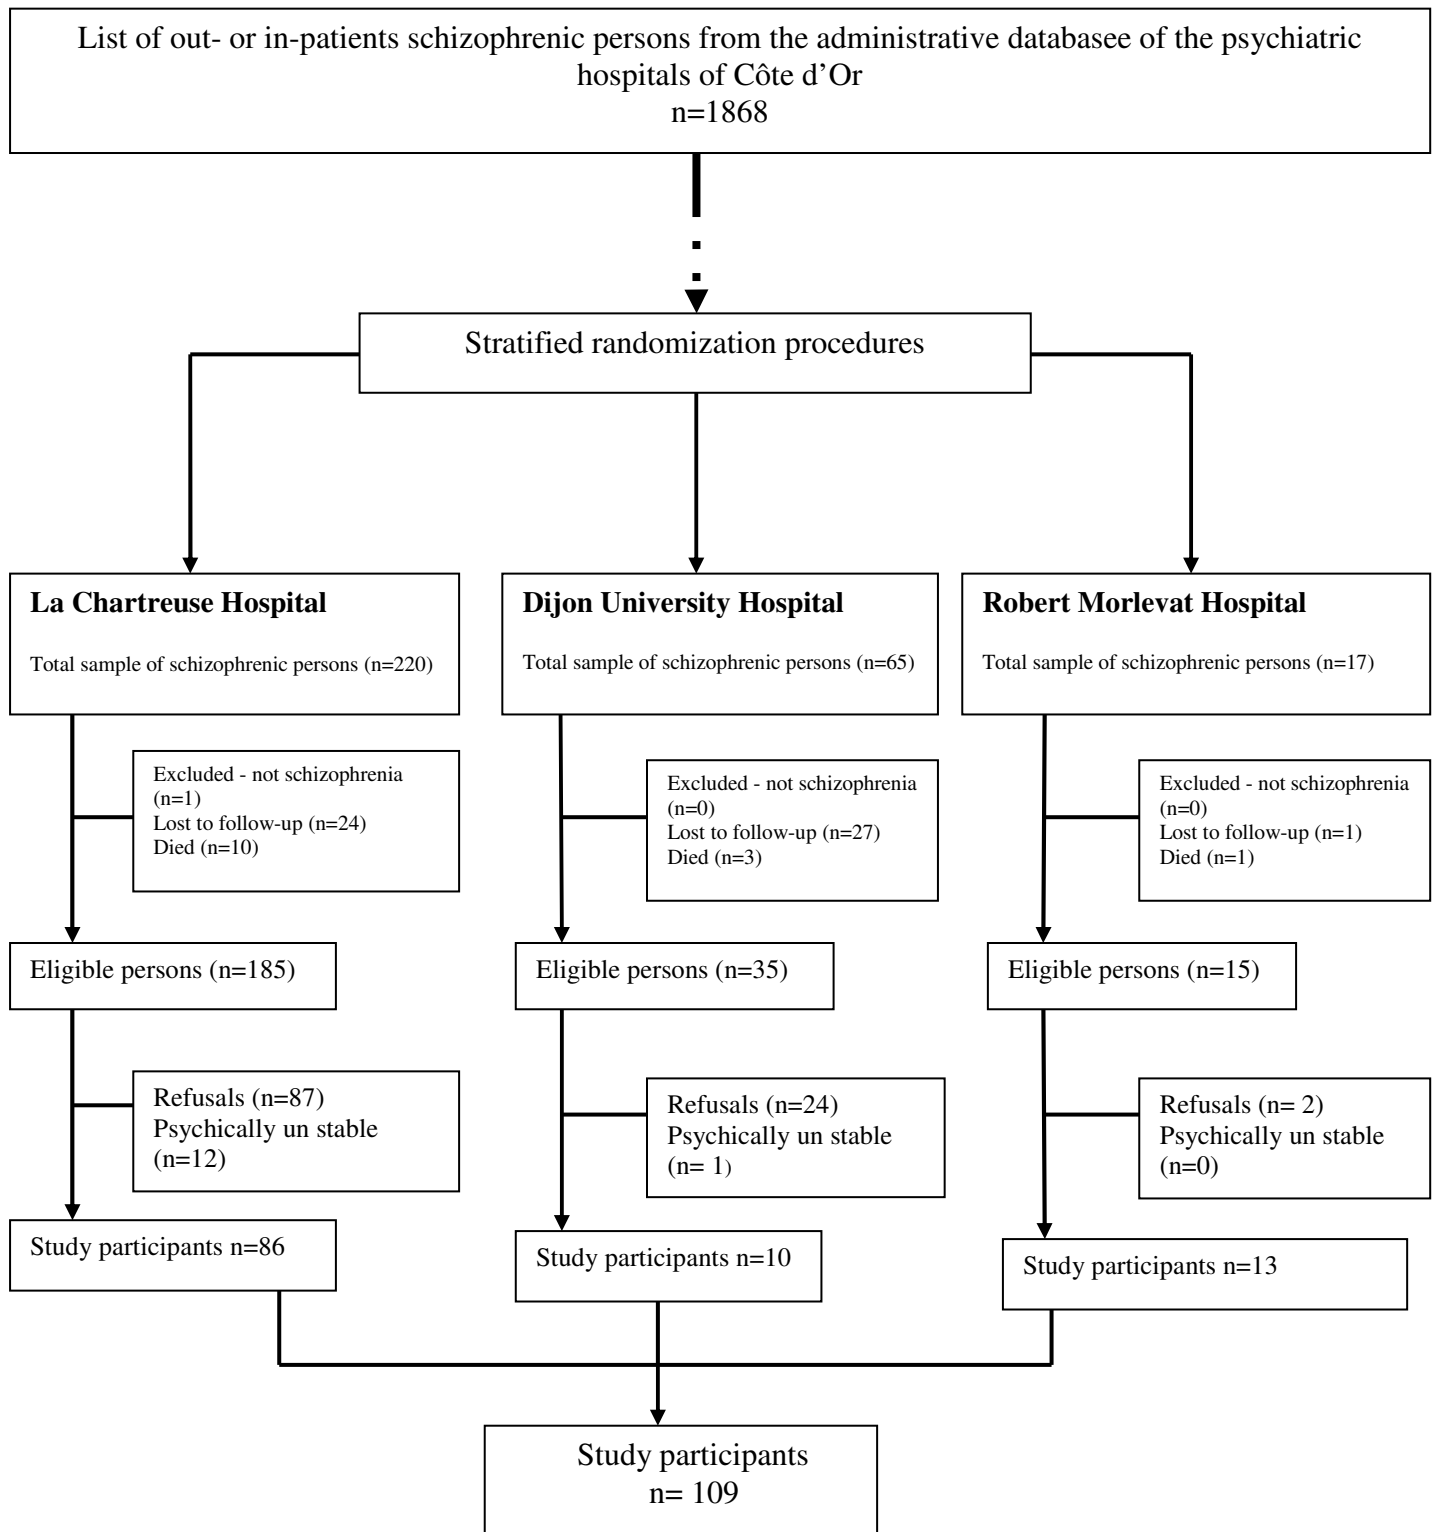 List of out- or in-patients schizophrenic persons from the administrative databasee of the psychiatric
hospitals of Côte d’Or
n=1868
Stratified randomization procedures
La Chartreuse Hospital
Total sample of schizophrenic persons (n=220)
Dijon University Hospital
Total sample of schizophrenic persons (n=65)
Robert Morlevat Hospital
Total sample of schizophrenic persons (n=17)
Excluded - not schizophrenia
(n=1)
Lost to follow-up (n=24)
Died (n=10)
Excluded - not schizophrenia
(n=0)
Lost to follow-up (n=27)
Died (n=3)
Excluded - not schizophrenia
(n=0)
Lost to follow-up (n=1)
Died (n=1)
Eligible persons (n=185)
Eligible persons (n=35)
Eligible persons (n=15)
Refusals (n=87)
Psychically un stable
(n=12)
Refusals (n=24)
Psychically un stable
(n= 1)
Refusals (n= 2)
Psychically un stable
(n=0)
Study participants n=86
Study participants n=10
Study participants n=13
Study participants
n= 109